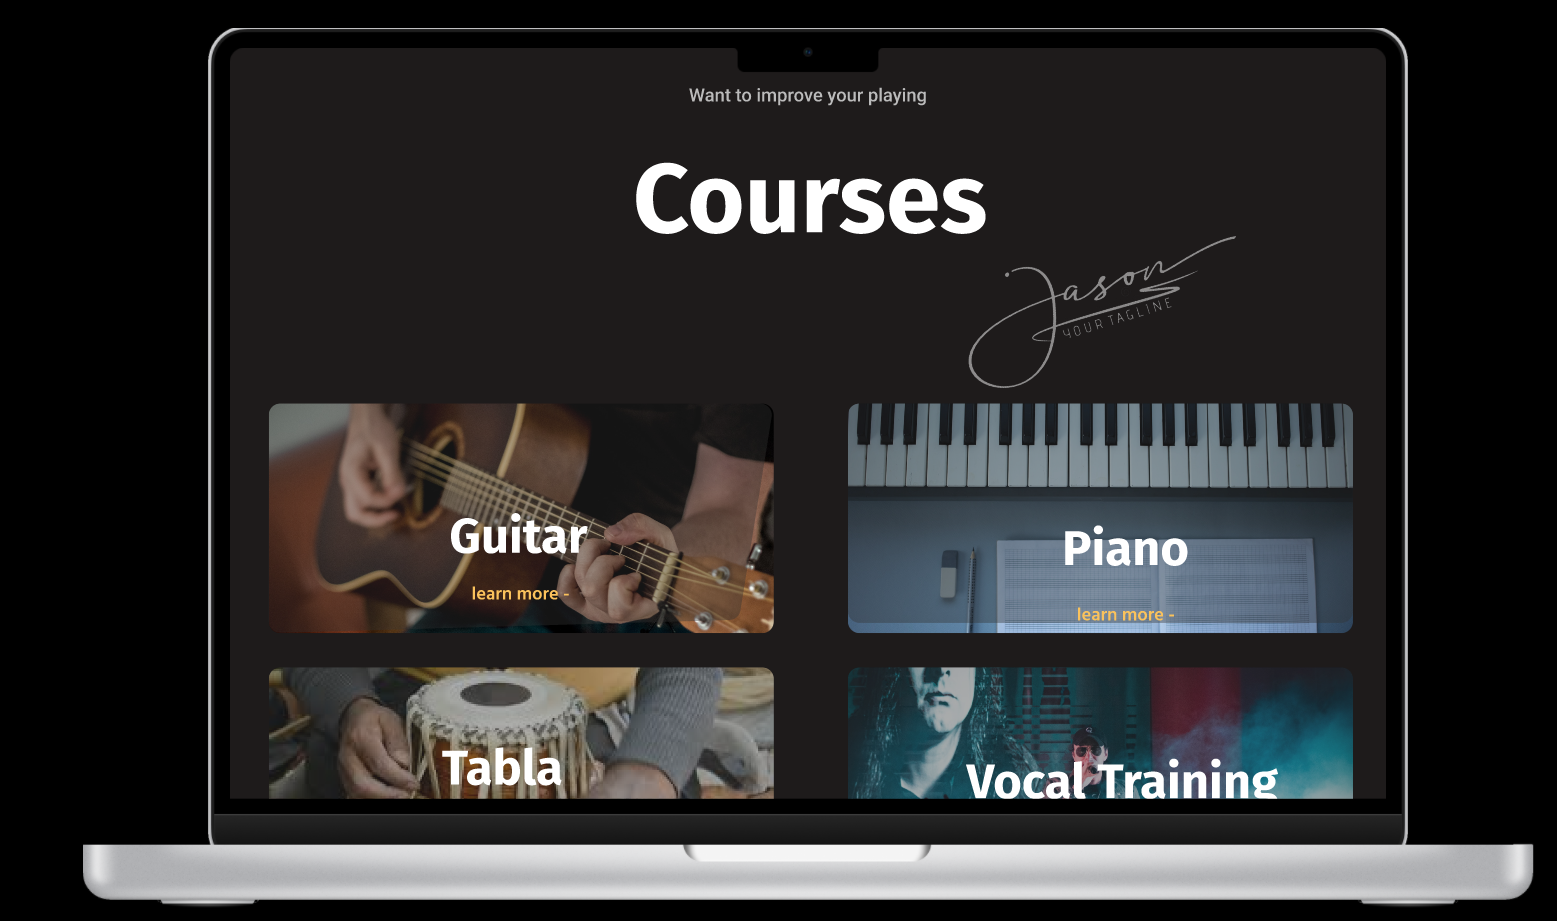 Want to improve your playing
Courses
Jason
YOUR TAGLINE
Guitar
learn more -
Piano
learn more -
Tabla
Vocal Training